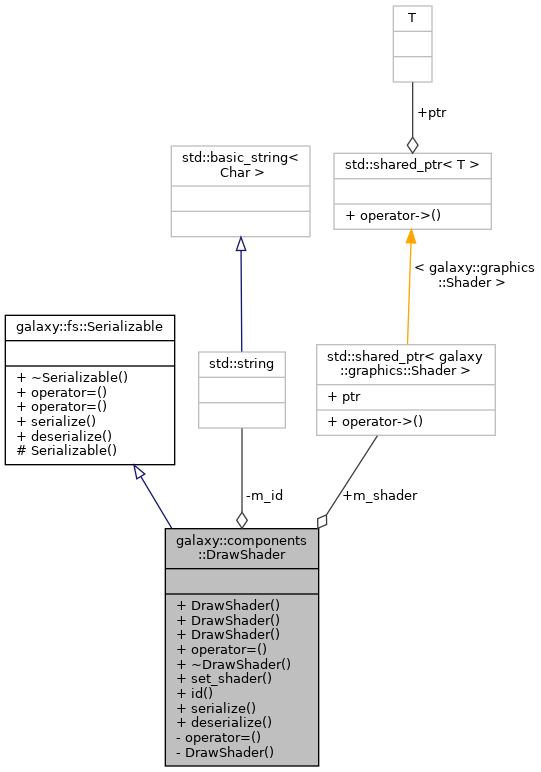 T
+ptr
std::basic_string<
Char >
std::shared_ptr< T >
+ operator->()
< galaxy::graphics
::Shader >
galaxy::fs::Serializable
+ ~Serializable()
+ operator=()
+ operator=()
+ serialize()
+ deserialize()
# Serializable()
std::string
std::shared_ptr< galaxy
::graphics::Shader >
+ ptr
+ operator->()
-m_id
+m_shader
galaxy::components
::DrawShader
+ DrawShader()
+ DrawShader()
+ DrawShader()
+ operator=()
+ ~DrawShader()
+ set_shader()
+ id()
+ serialize()
+ deserialize()
- operator=()
- DrawShader()